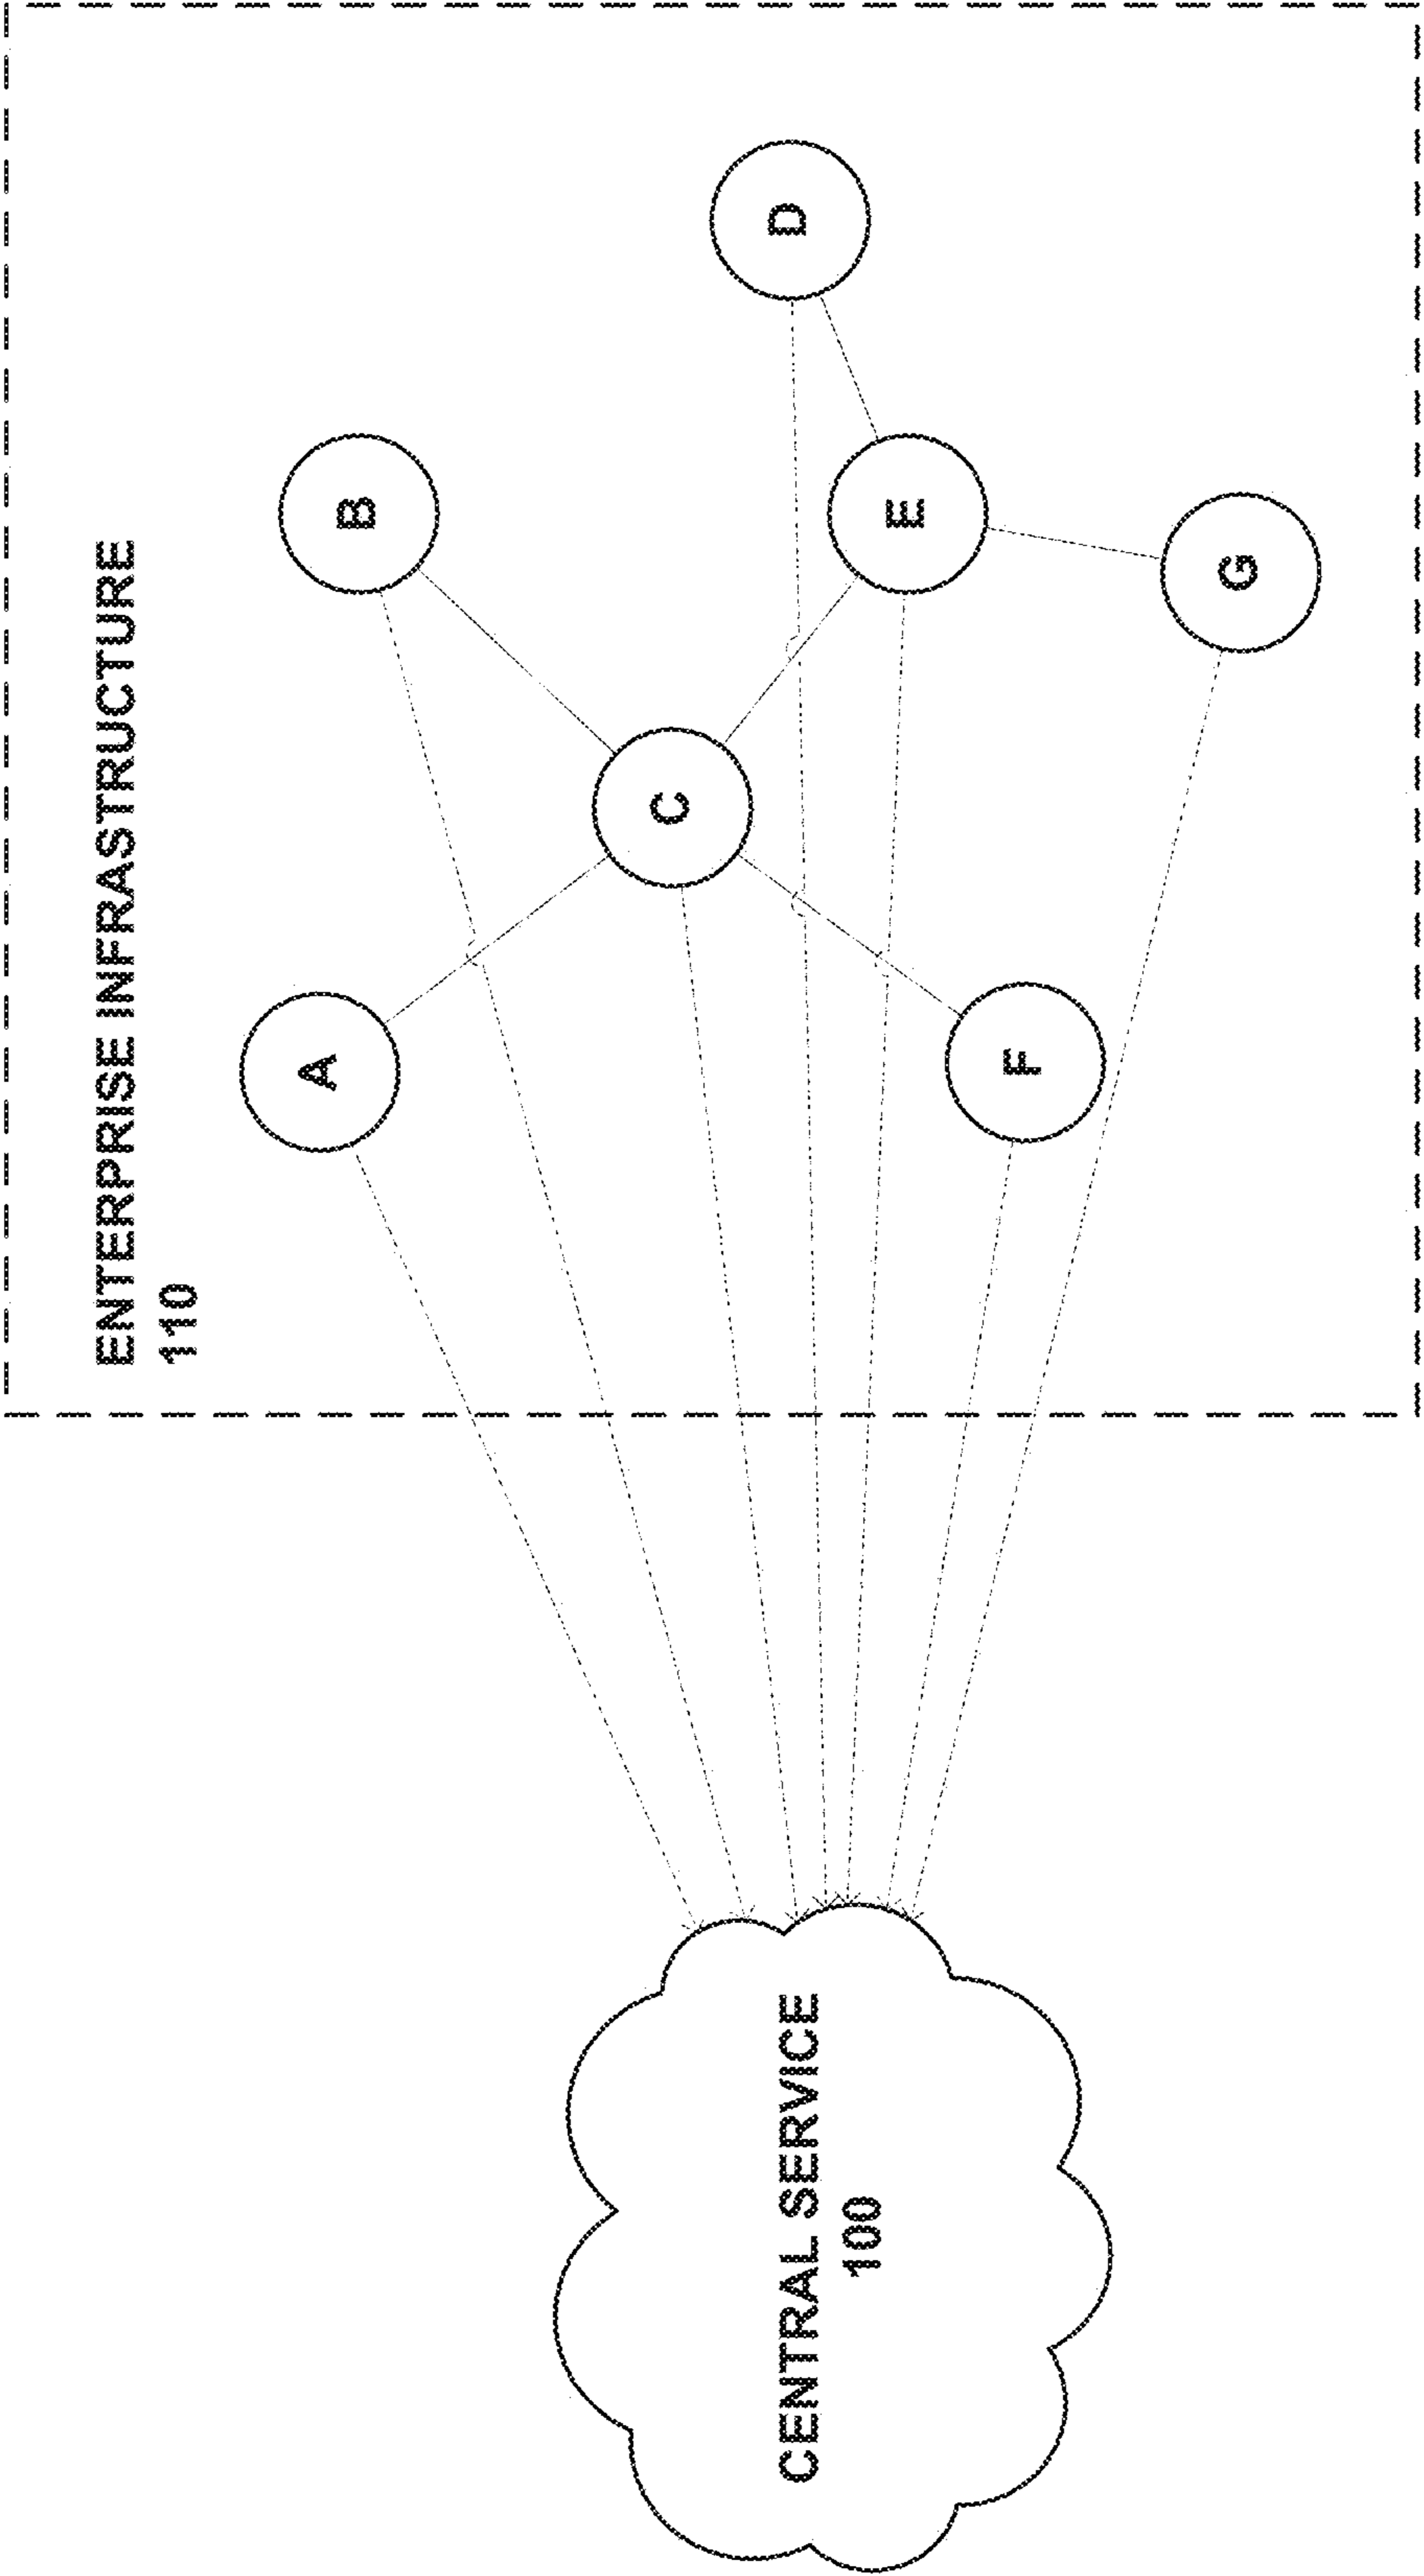 ENTERPRISE INFRASTRUCTURE
110
A
B
C
D
E
F
G
CENTRAL SERVICE
100